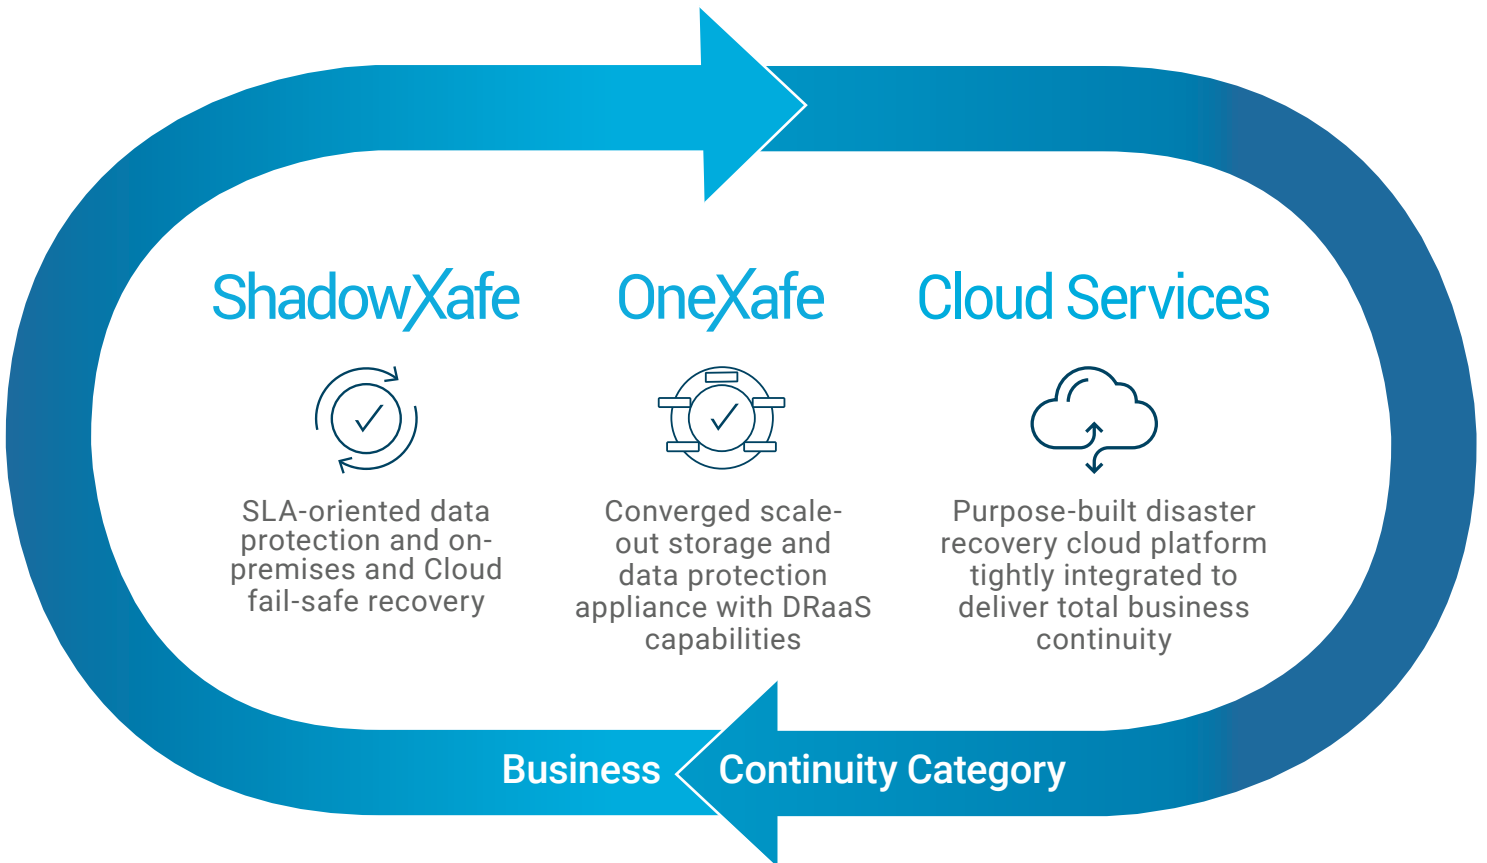 ShadowXafe
SLA-oriented data
protection and on-
premises and Cloud
fail-safe recovery
OneXafe
Converged scale-
out storage and
data protection
appliance with DRaaS
capabilities
Cloud Services
Purpose-built disaster
recovery cloud platform
tightly integrated to
deliver total business
continuity
Business Continuity Category